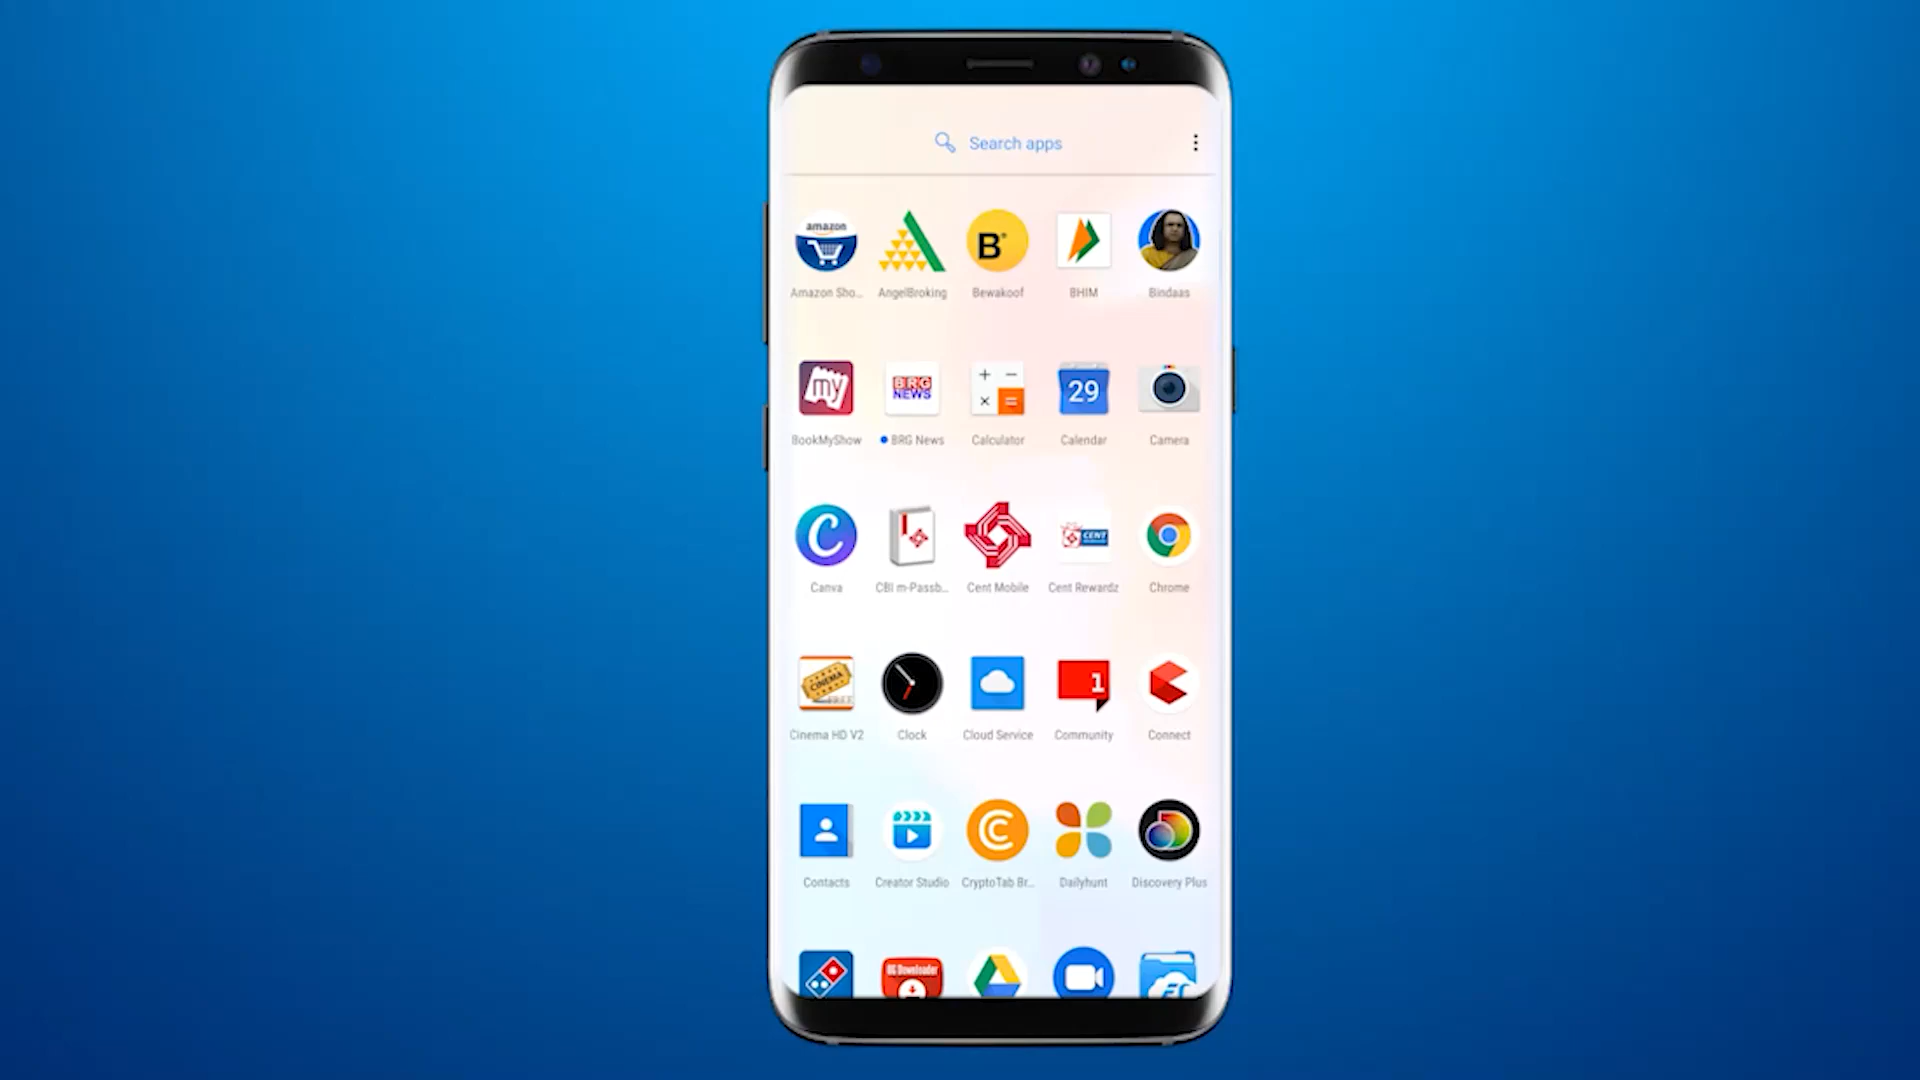 Search apps
amazon
B
Amazon Sho...
AngelBroking
Bewakoof
BHIM
Bindaas
my
BRG
NEWS
29
BookMyShow
BRG News
Calculator
Calendar
Camera
C
CENT
Canva
CBI m-Passb...
Cent Mobile
Cent Rewardz
Chrome
CINEMA
1
Cinema HD V2
Clock
Cloud Service
Community
Connect
Contacts
Creator Studio
CryptoTab Br...
Dailyhunt
Discovery Plus